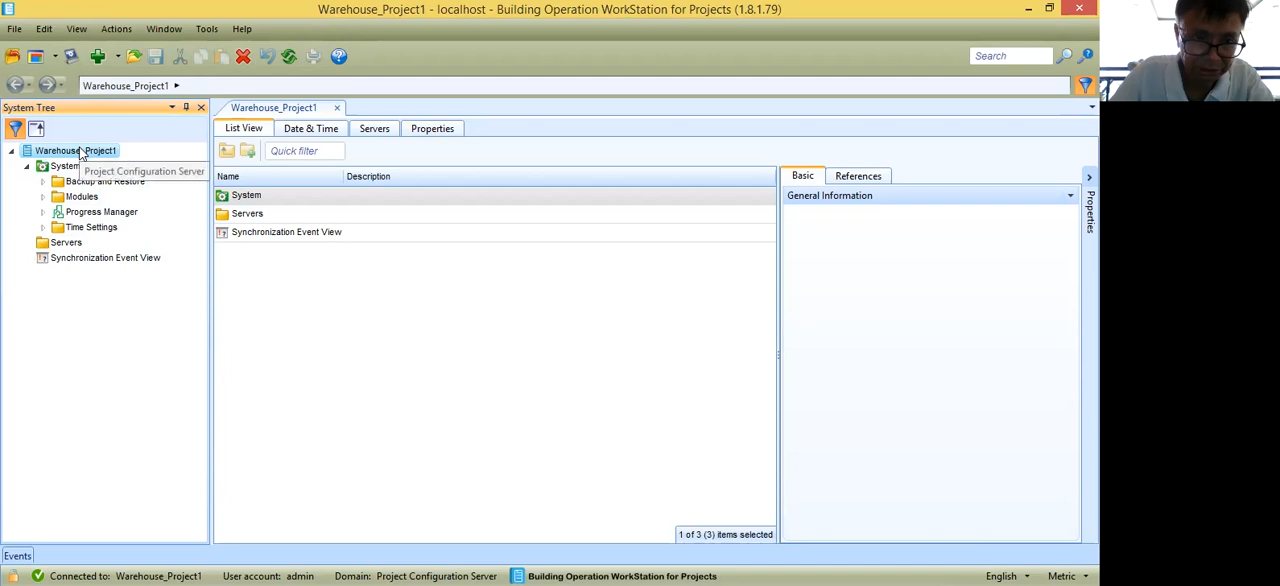 Warehouse_Project1 - localhost - Building Operation WorkStation for Projects (1.8.1.79)
File Edit View Actions Window Tools Help
Search
Warehouse_Project1
System Tree
Warehouse_Project1
List View Date & Time Servers Properties
Quick filter
Warehouse_Project1
System
Project Configuration Server
Backup and Restore
Modules
Progress Manager
Time Settings
Servers
Synchronization Event View
Name Description
System
Servers
Synchronization Event View
Basic References
General Information
Properties
1 of 3 (3) items selected
Events
Connected to: Warehouse_Project1 User account: admin Domain: Project Configuration Server Building Operation WorkStation for Projects English Metric